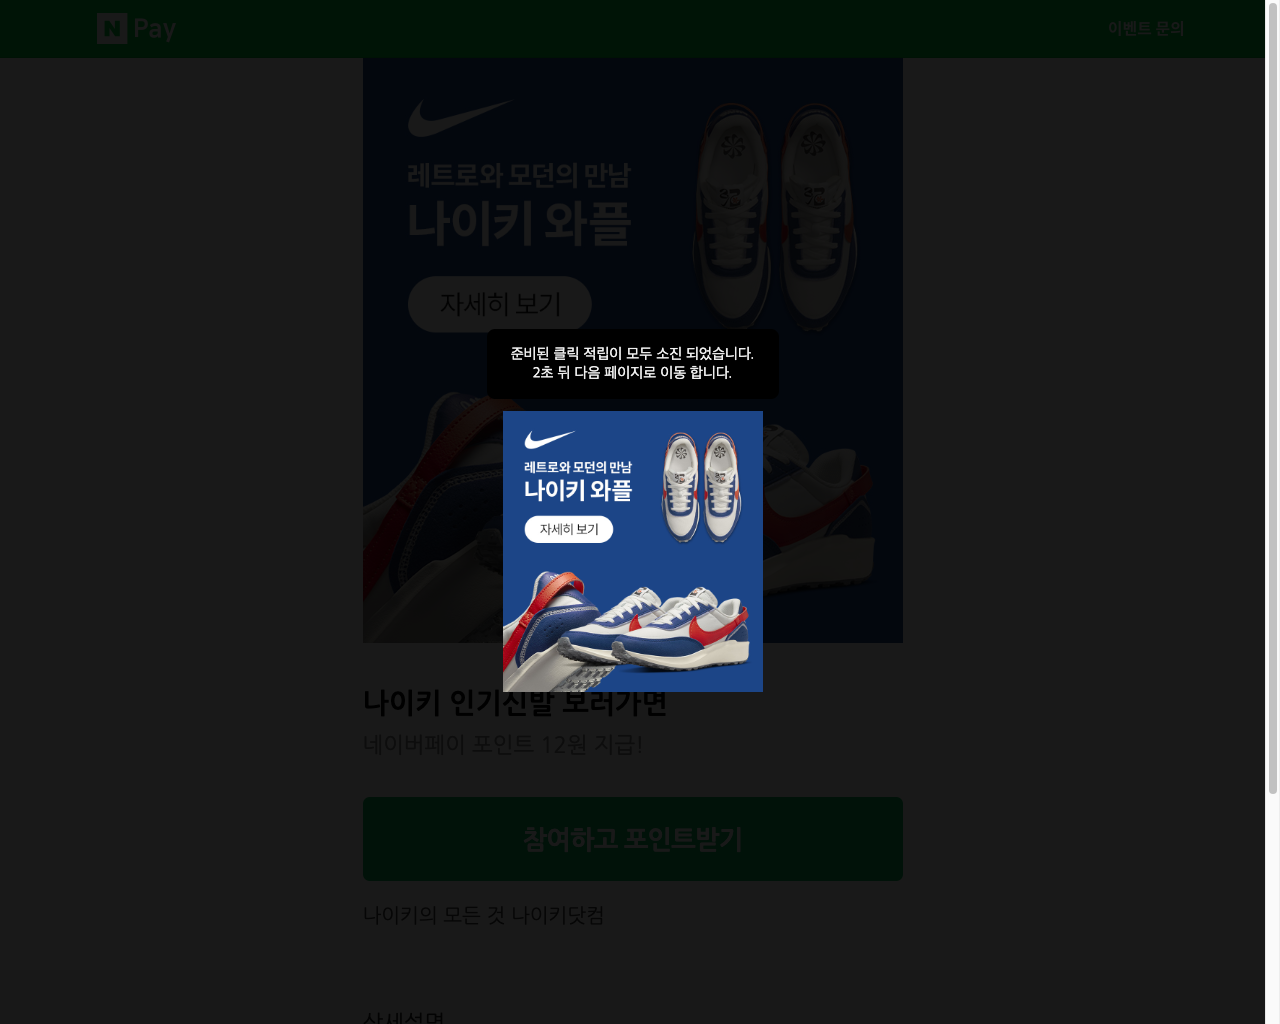 N Pay
이벤트 문의
레트로와 모던의 만남
나이키 와플
자세히 보기
준비된 클릭 적립이 모두 소진 되었습니다.
2초 뒤 다음 페이지로 이동 합니다.
레트로와 모던의 만남
나이키 와플
자세히 보기
나이키 인기신발 보러가면
네이버페이 포인트 12원 지급!
참여하고 포인트받기
나이키의 모든 것 나이키닷컴
상세설명